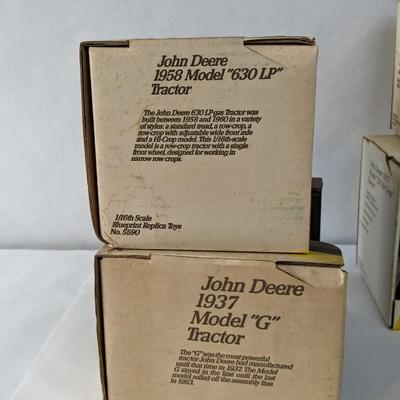 John Deere
1958 Model "630 LP"
Tractor
The John Deere 630 LP-gas Tractor was
built between 1958 and 1960 in a variety
of styles: a standard tread, a row-crop, a
row-crop with adjustable wide front axle
and a Hi-Crop model. This 1/16th-scale
model is a row-crop tractor with a single
front wheel, designed for working in
narrow row crops.
1/16th Scale
Blueprint Replica Toys
No. 5590
John Deere
1937
Model "G"
Tractor
The "G" was the most powerful
tractor John Deere had manufactured
until that time in 1937. The Model
G stayed in the line until the last
model rolled off the assembly line
in 1953.